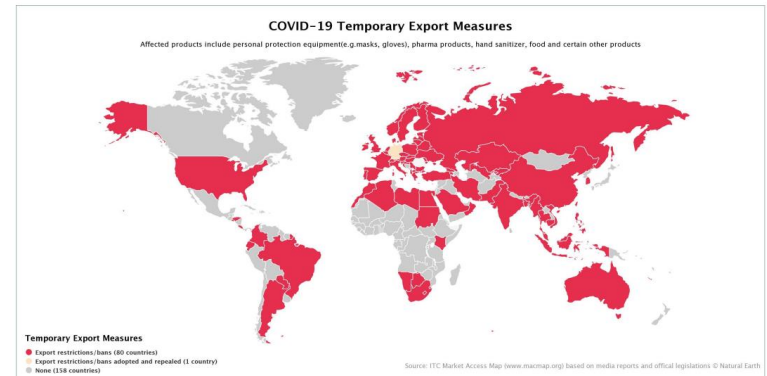 COVID-19 Temporary Export Measures
Affected products include personal protection equipment(e.g.masks, gloves), pharma products, hand sanitizer, food and certain other products
Temporary Export Measures
Export restrictions/bans (80 countries)
Export restrictions/bans adopted and repealed (1 country)
None (158 countries)
Source: ITC Market Access Map (www.macmap.org) based on media reports and offical legislations © Natural Earth